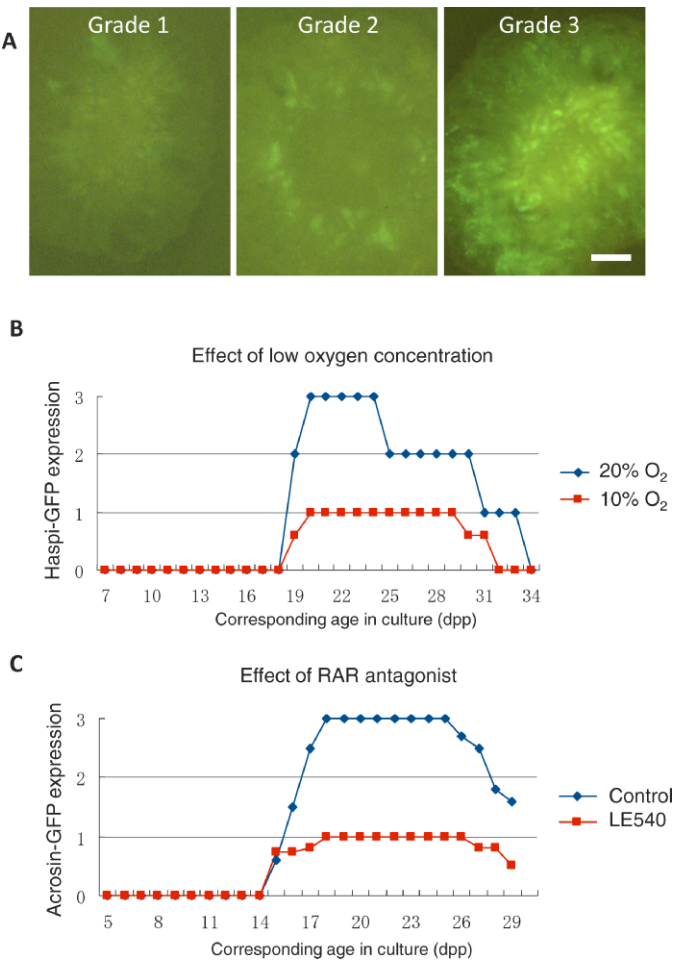 A
Grade 1 Grade 2 Grade 3
B
Effect of low oxygen concentration
Haspi-GFP expression
3
2
1
0
7 10 13 16 19 22 25 28 31 34
Corresponding age in culture (dpp)
20% O2
10% O2
C
Effect of RAR antagonist
Acrosin-GFP expression
3
2
1
0
5 8 11 14 17 20 23 26 29
Corresponding age in culture (dpp)
Control
LE540